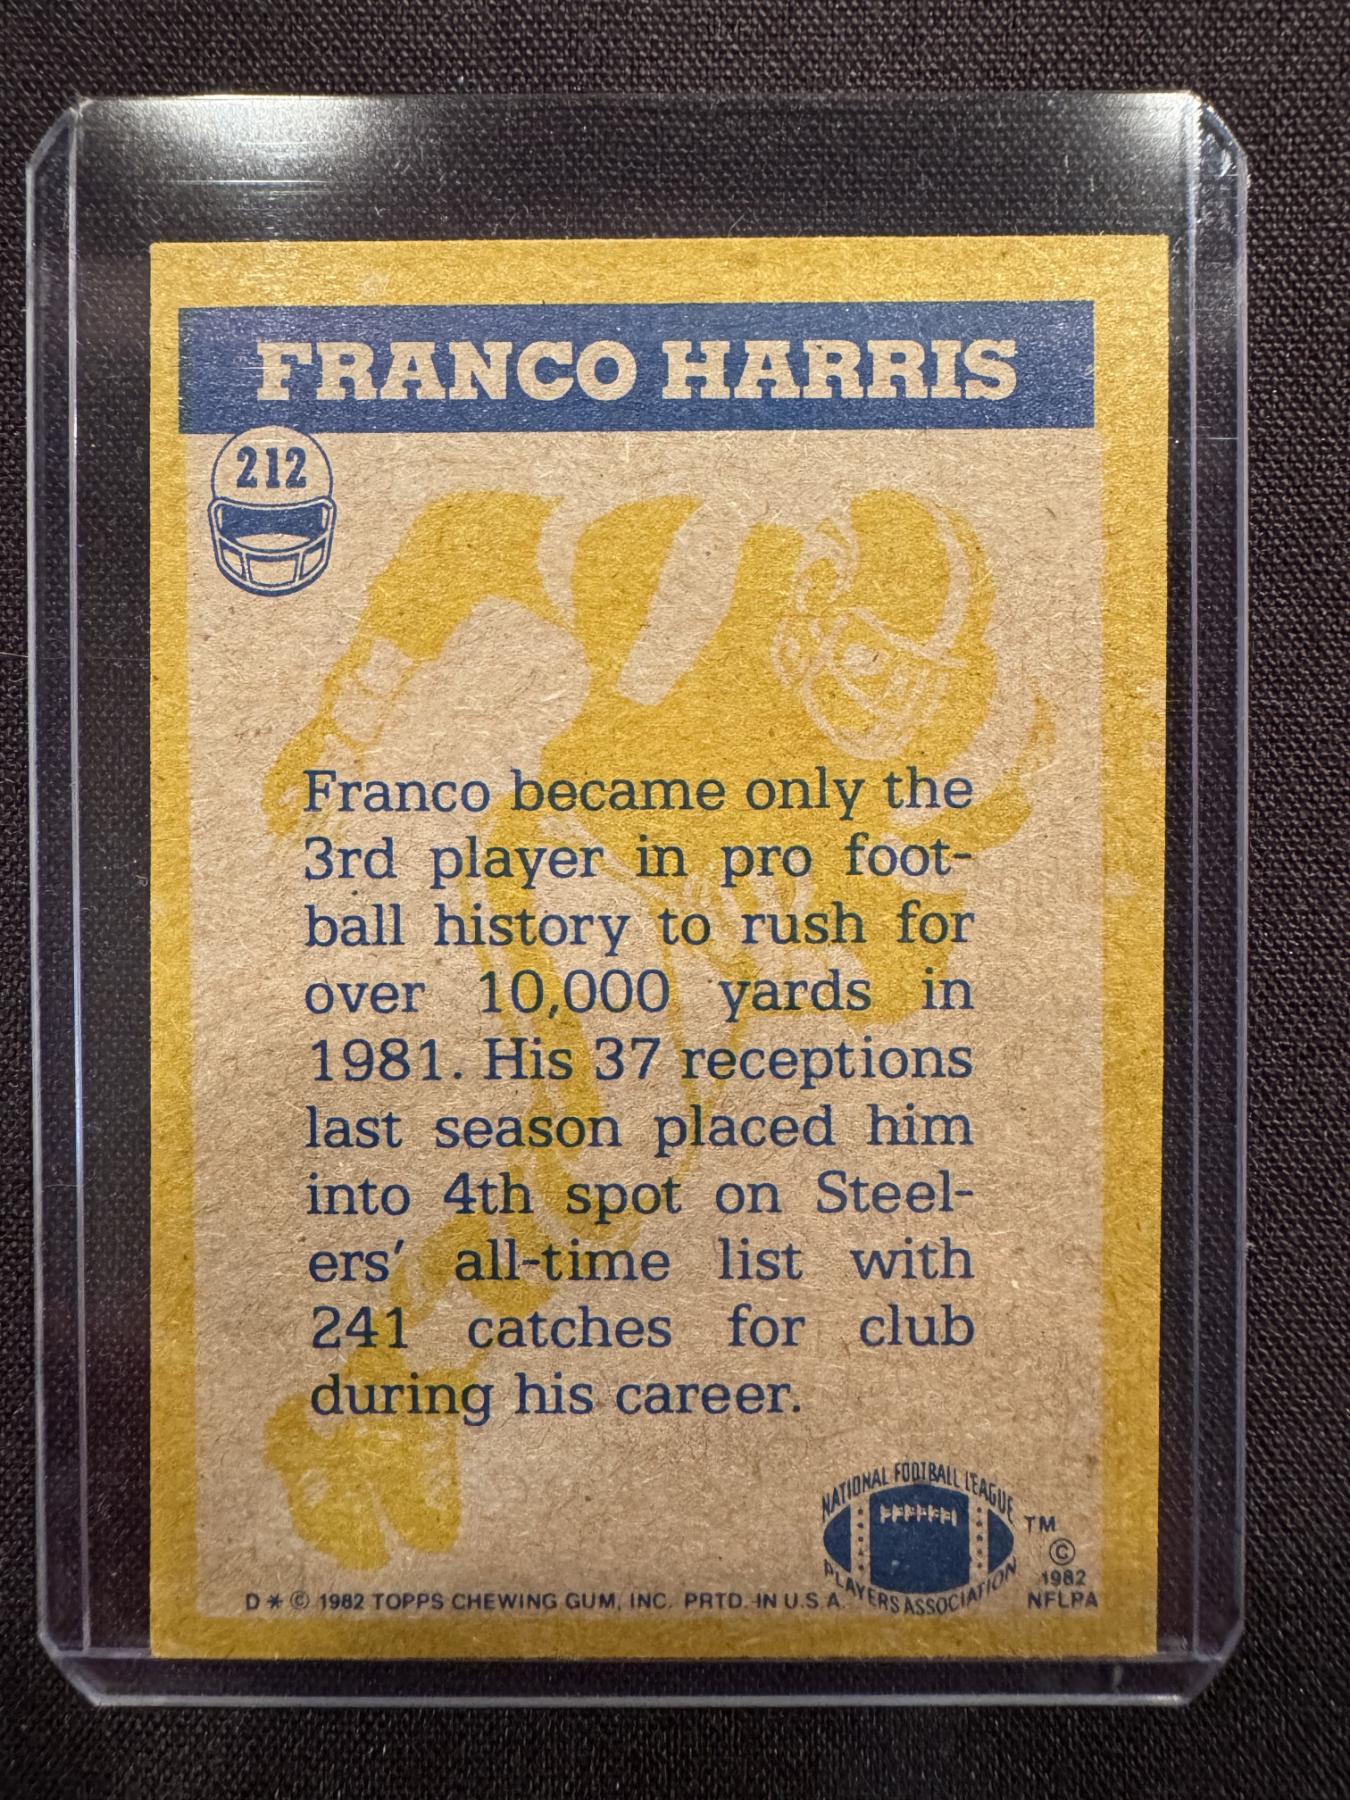 FRANCO HARRIS
212
Franco became only the
3rd player in pro foot-
ball history to rush for
over 10,000 yards in
1981. His 37 receptions
last season placed him
into 4th spot on Steel-
ers' all-time list with
241 catches for club
during his career.
NATIONAL FOOTBALL LEAGUE
PLAYERS ASSOCIATION
TM
©
1982
NFLPA
D * © 1982 TOPPS CHEWING GUM, INC. PRTD. IN U.S.A.